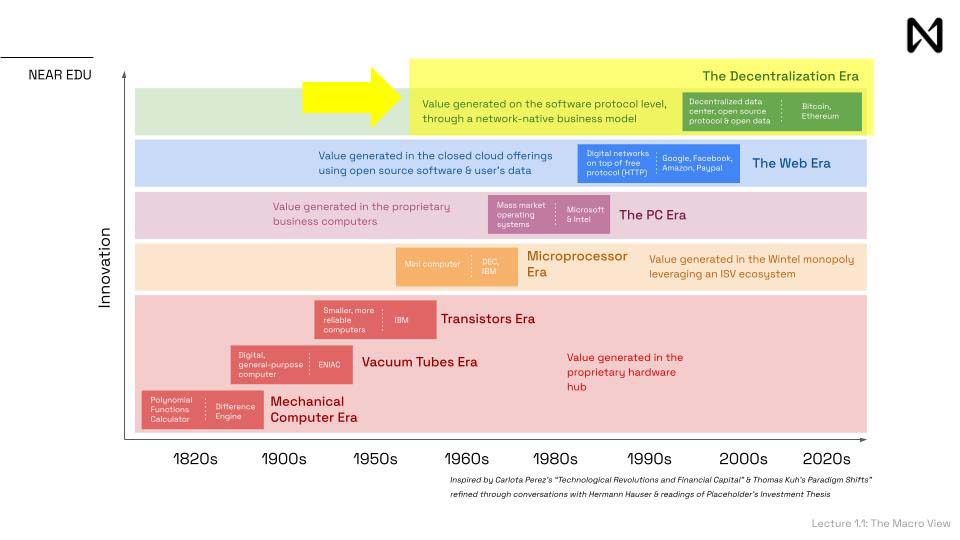 NEAR EDU
The Decentralization Era
Value generated on the software protocol level,
through a network-native business model
Decentralized data
center, open source
protocol & open data
Bitcoin,
Ethereum
Value generated in the closed cloud offerings
using open source software & user's data
Digital networks
on top of free
protocol (HTTP)
Google, Facebook,
Amazon, Paypal
The Web Era
Value generated in the proprietary
business computers
Mass market
operating
systems
Microsoft
& Intel
The PC Era
Mini computer
DEC,
IBM
Microprocessor
Era
Value generated in the Wintel monopoly
leveraging an ISV ecosystem
Smaller, more
reliable
computers
IBM
Transistors Era
Digital,
general-purpose
computer
ENIAC
Vacuum Tubes Era
Value generated in the
proprietary hardware
hub
Polynomial
Functions
Calculator
Difference
Engine
Mechanical
Computer Era
Innovation
1820s 1900s 1950s 1960s 1980s 1990s 2000s 2020s
Inspired by Carlota Perez's "Technological Revolutions and Financial Capital" & Thomas Kuh's Paradigm Shifts"
refined through conversations with Hermann Hauser & readings of Placeholder's Investment Thesis
Lecture 1.1: The Macro View